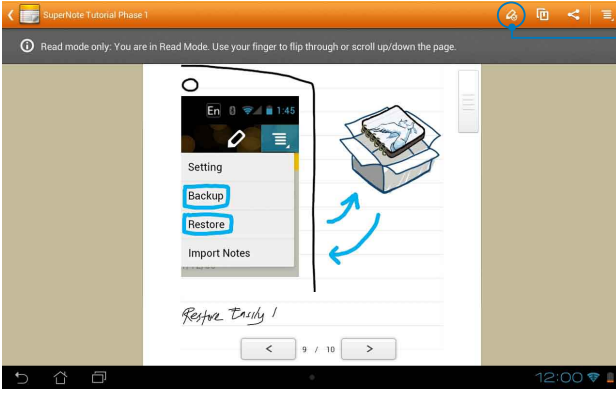 SuperNote Tutorial Phase 1
Read mode only: You are in Read Mode. Use your finger to flip through or scroll up/down the page.
En 1:45
Setting
Backup
Restore
Import Notes
Restore Easily !
< 9 / 10 >
12:00